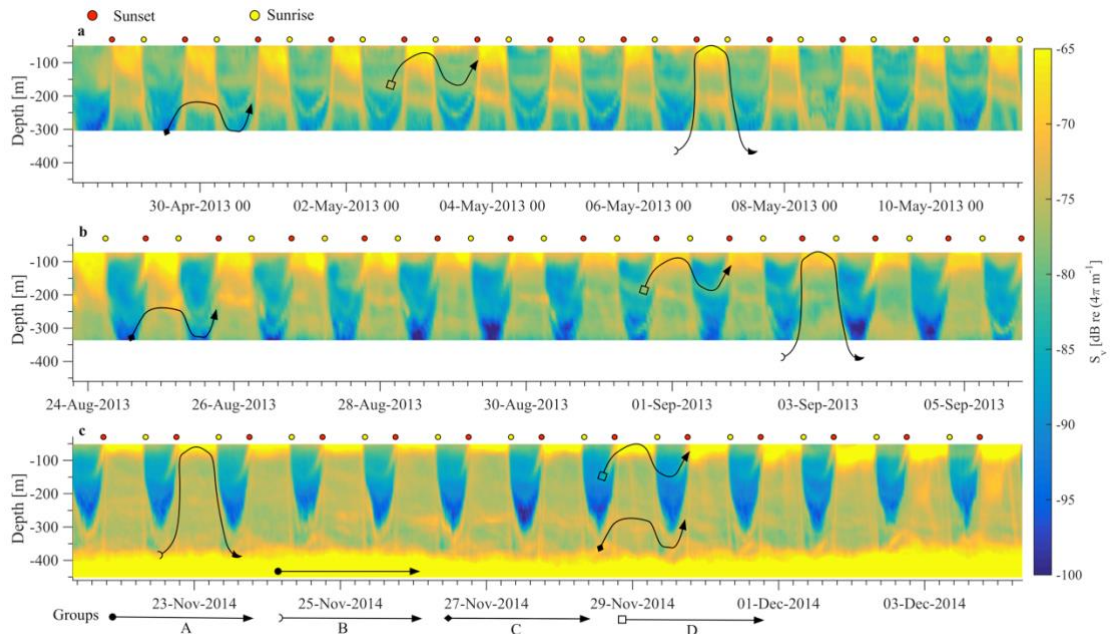 Sunset Sunrise
a
-100
-200
-300
-400
Depth [m]
30-Apr-2013 00 02-May-2013 00 04-May-2013 00 06-May-2013 00 08-May-2013 00 10-May-2013 00
b
-100
-200
-300
-400
Depth [m]
24-Aug-2013 26-Aug-2013 28-Aug-2013 30-Aug-2013 01-Sep-2013 03-Sep-2013 05-Sep-2013
c
-100
-200
-300
-400
Depth [m]
23-Nov-2014 25-Nov-2014 27-Nov-2014 29-Nov-2014 01-Dec-2014 03-Dec-2014
Groups A B C D
-65
-70
-75
-80
-85
-90
-95
-100
Sv [dB re (4π m-1]